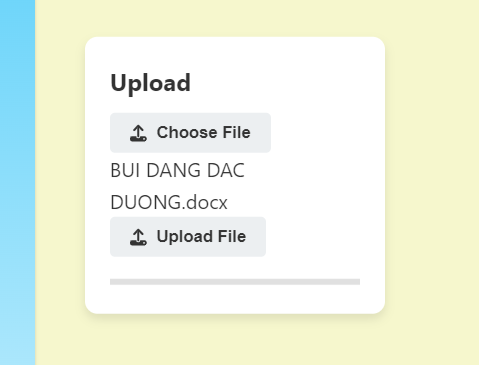 Upload
Choose File
BUI DANG DAC
DUONG.docx
Upload File